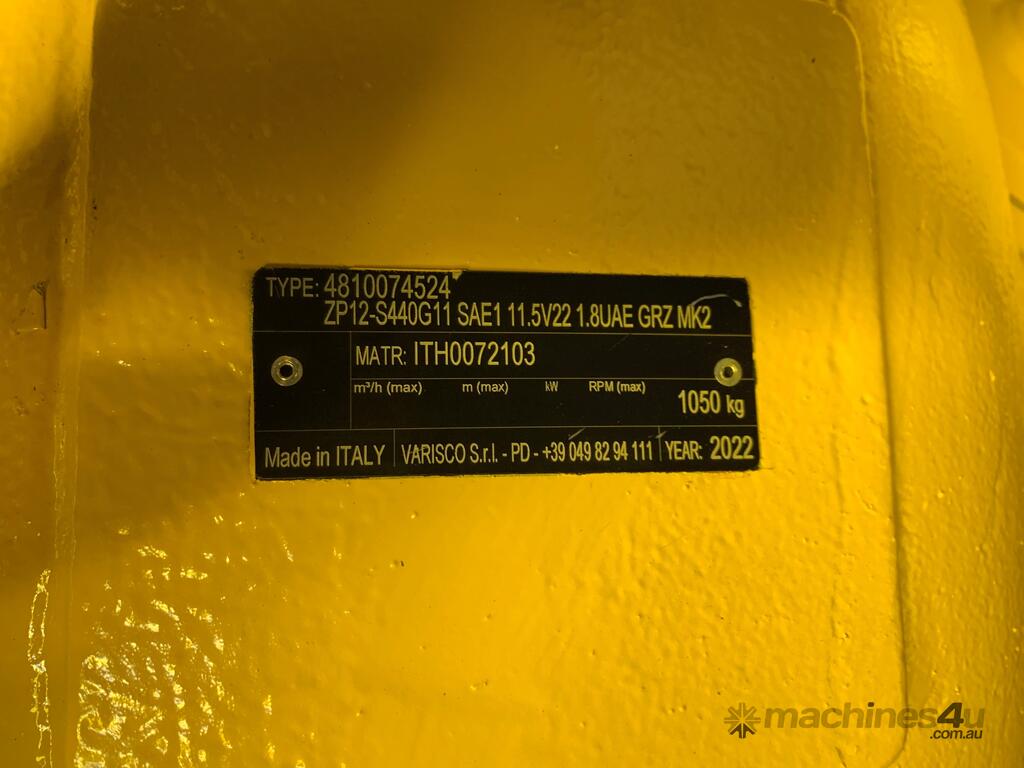 TYPE: 4810074524
ZP12-S440G11 SAE1 11.5V22 1.8UAE GRZ MK2
MATR: ITH0072103
m³/h (max) m (max) kW RPM (max)
1050 kg
Made in ITALY VARISCO S.r.l. - PD - +39 049 82 94 111 YEAR: 2022
machines4u
.com.au